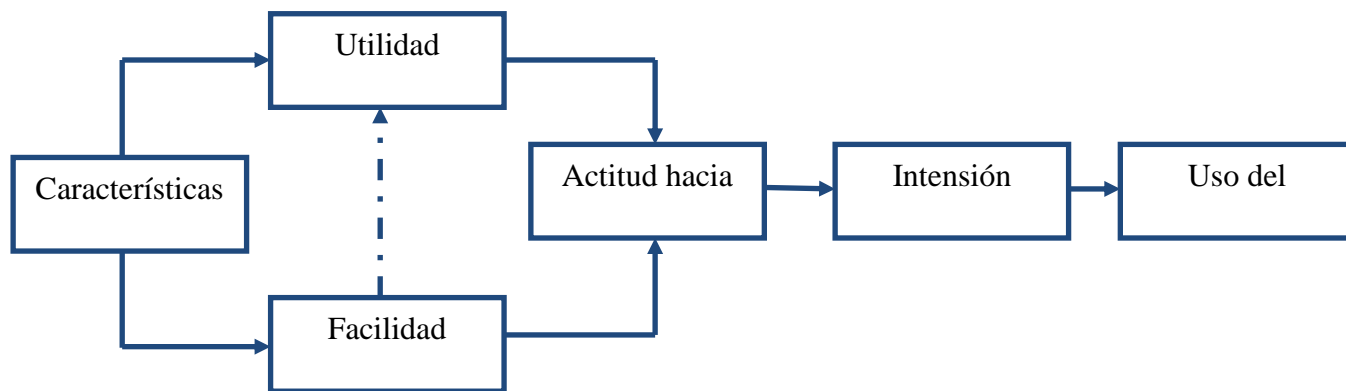 Utilidad
Características
Actitud hacia
Intensión
Uso del
Facilidad